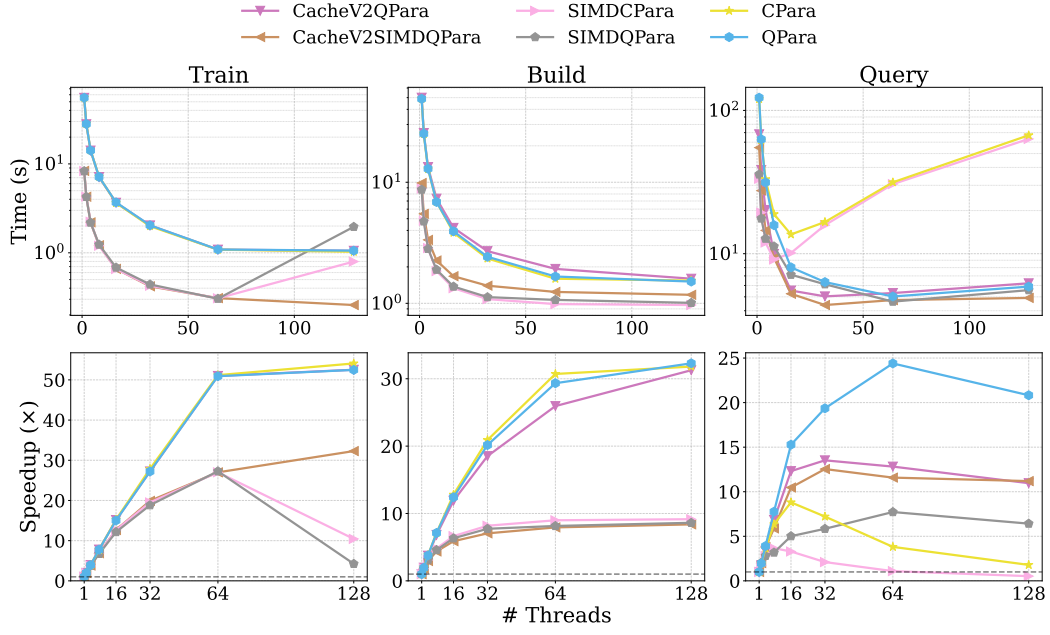 CacheV2QPara SIMDCPara CPara
CacheV2SIMDQPara SIMDQPara QPara
Train Build Query
Time (s)
10¹
10⁰
0 50 100
10¹
10⁰
0 50 100
10²
10¹
0 50 100
Speedup (×)
50
40
30
20
10
0
1 16 32 64 128
30
20
10
0
1 16 32 64 128
25
20
15
10
5
0
1 16 32 64 128
# Threads